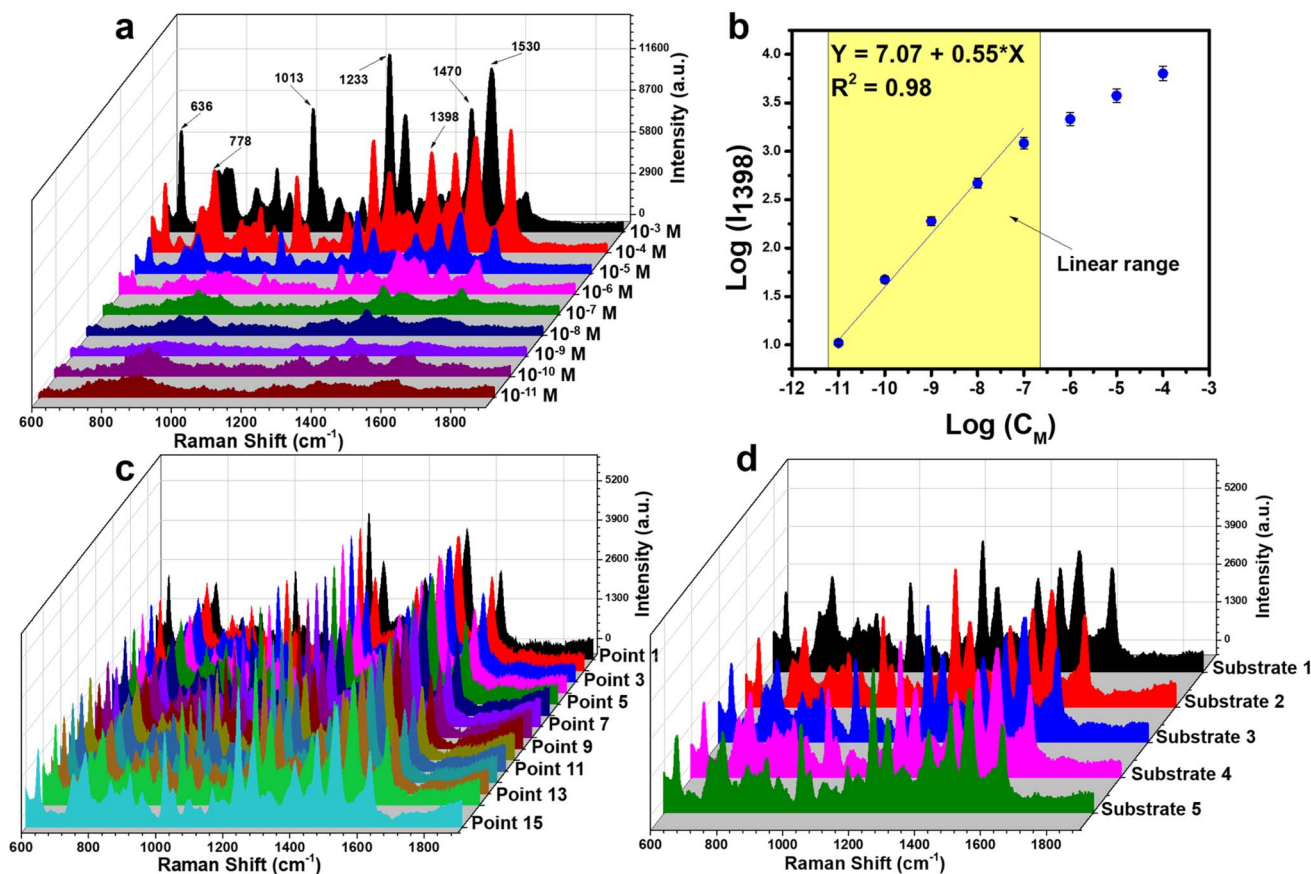 a
636
778
1013
1233
1398
1470
1530
11600
8700
5800
2900
0
Intensity (a.u.)
10-3 M
10-4 M
10-5 M
10-6 M
10-7 M
10-8 M
10-9 M
10-10 M
10-11 M
600 800 1000 1200 1400 1600 1800
Raman Shift (cm-1)
b
Y = 7.07 + 0.55*X
R2 = 0.98
Linear range
4.0
3.5
3.0
2.5
2.0
1.5
1.0
Log (I1398)
-12 -11 -10 -9 -8 -7 -6 -5 -4 -3
Log (CM)
c
5200
3900
2600
1300
0
Intensity (a.u.)
Point 1
Point 3
Point 5
Point 7
Point 9
Point 11
Point 13
Point 15
600 800 1000 1200 1400 1600 1800
Raman Shift (cm-1)
d
5200
3900
2600
1300
0
Intensity (a.u.)
Substrate 1
Substrate 2
Substrate 3
Substrate 4
Substrate 5
600 800 1000 1200 1400 1600 1800
Raman Shift (cm-1)